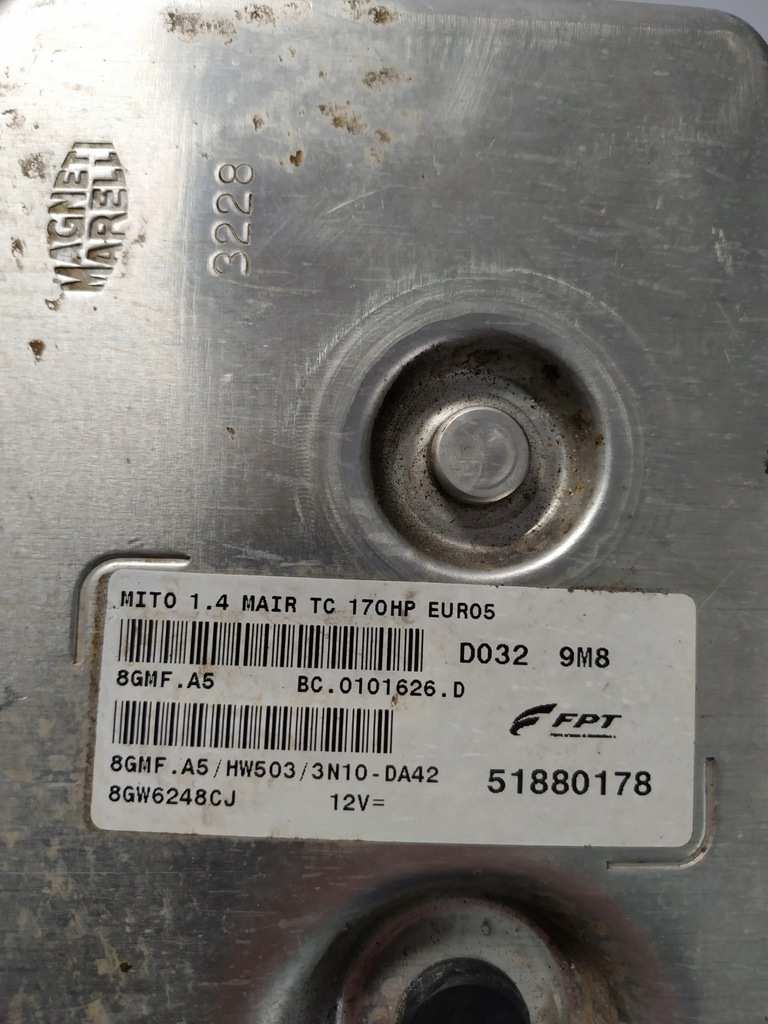 MAGNETI
MARELLI
3228
MITO 1.4 MAIR TC 170HP EURO5
D032 9M8
8GMF.A5 BC.0101626.D
FPT
8GMF.A5/HW503/3N10-DA42
51880178
8GW6248CJ 12V=